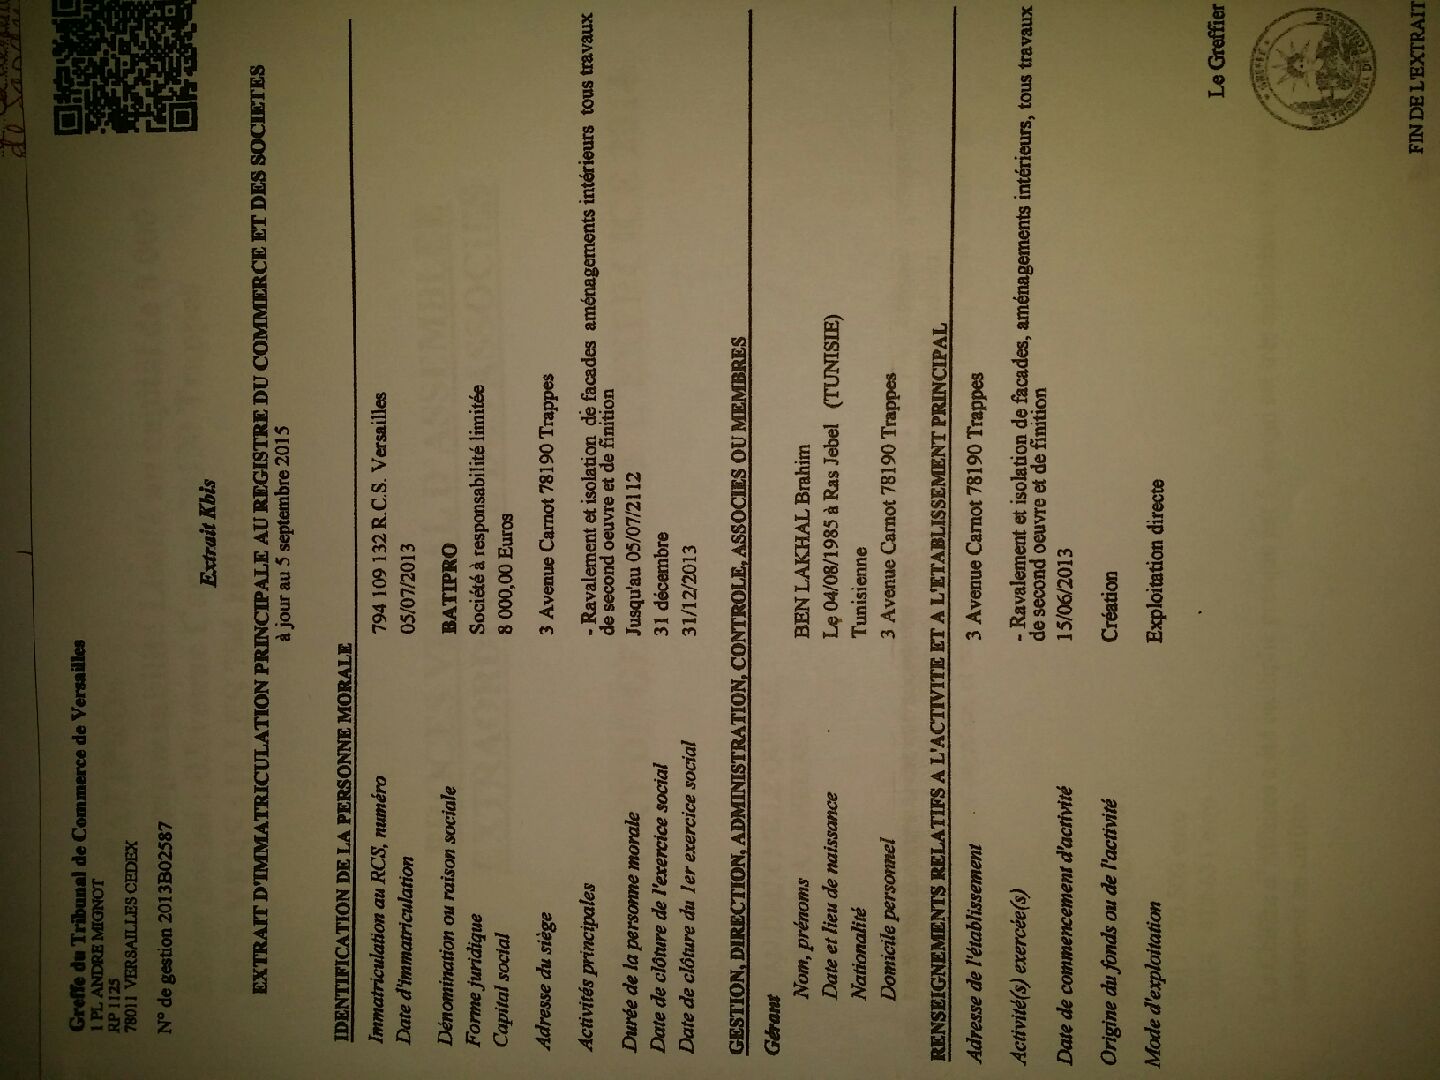 Greffe du Tribunal de Commerce de Versailles
1 PL ANDRE MIGNOT
RP 1125
78011 VERSAILLES CEDEX
N° de gestion 2013B02587
Extrait Kbis
EXTRAIT D'IMMATRICULATION PRINCIPALE AU REGISTRE DU COMMERCE ET DES SOCIETES
à jour au 5 septembre 2015
IDENTIFICATION DE LA PERSONNE MORALE
Immatriculation au RCS, numéro 794 109 132 R.C.S. Versailles
Date d'immatriculation 05/07/2013
Dénomination ou raison sociale BATIPRO
Forme juridique Société à responsabilité limitée
Capital social 8 000,00 Euros
Adresse du siège 3 Avenue Carnot 78190 Trappes
Activités principales - Ravalement et isolation de facades aménagements intérieurs tous travaux
de second oeuvre et de finition
Durée de la personne morale Jusqu'au 05/07/2112
Date de clôture de l'exercice social 31 décembre
Date de clôture du 1er exercice social 31/12/2013
GESTION, DIRECTION, ADMINISTRATION, CONTROLE, ASSOCIES OU MEMBRES
Gérant
Nom, prénoms BEN LAKHAL Brahim
Date et lieu de naissance Le 04/08/1985 à Ras Jebel (TUNISIE)
Nationalité Tunisienne
Domicile personnel 3 Avenue Carnot 78190 Trappes
RENSEIGNEMENTS RELATIFS A L'ACTIVITE ET A L'ETABLISSEMENT PRINCIPAL
Adresse de l'établissement 3 Avenue Carnot 78190 Trappes
Activité(s) exercée(s) - Ravalement et isolation de facades, aménagements intérieurs, tous travaux
de second oeuvre et de finition
Date de commencement d'activité 15/06/2013
Origine du fonds ou de l'activité Création
Mode d'exploitation Exploitation directe
Le Greffier
FIN DE L'EXTRAIT